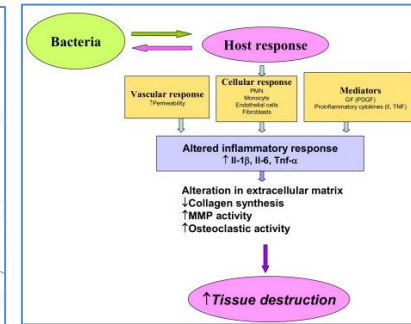 Bacteria
Host response
Vascular response
↑Permeability
Cellular response
PMN
Monocyte
Endothelial cells
Fibroblasts
Mediators
GF (PDGF)
Proinflammatory cytokines (Il, TNF)
Altered inflammatory response
↑ Il-1β, Il-6, Tnf-α
Alteration in extracellular matrix
↓Collagen synthesis
↑MMP activity
↑Osteoclastic activity
↑Tissue destruction